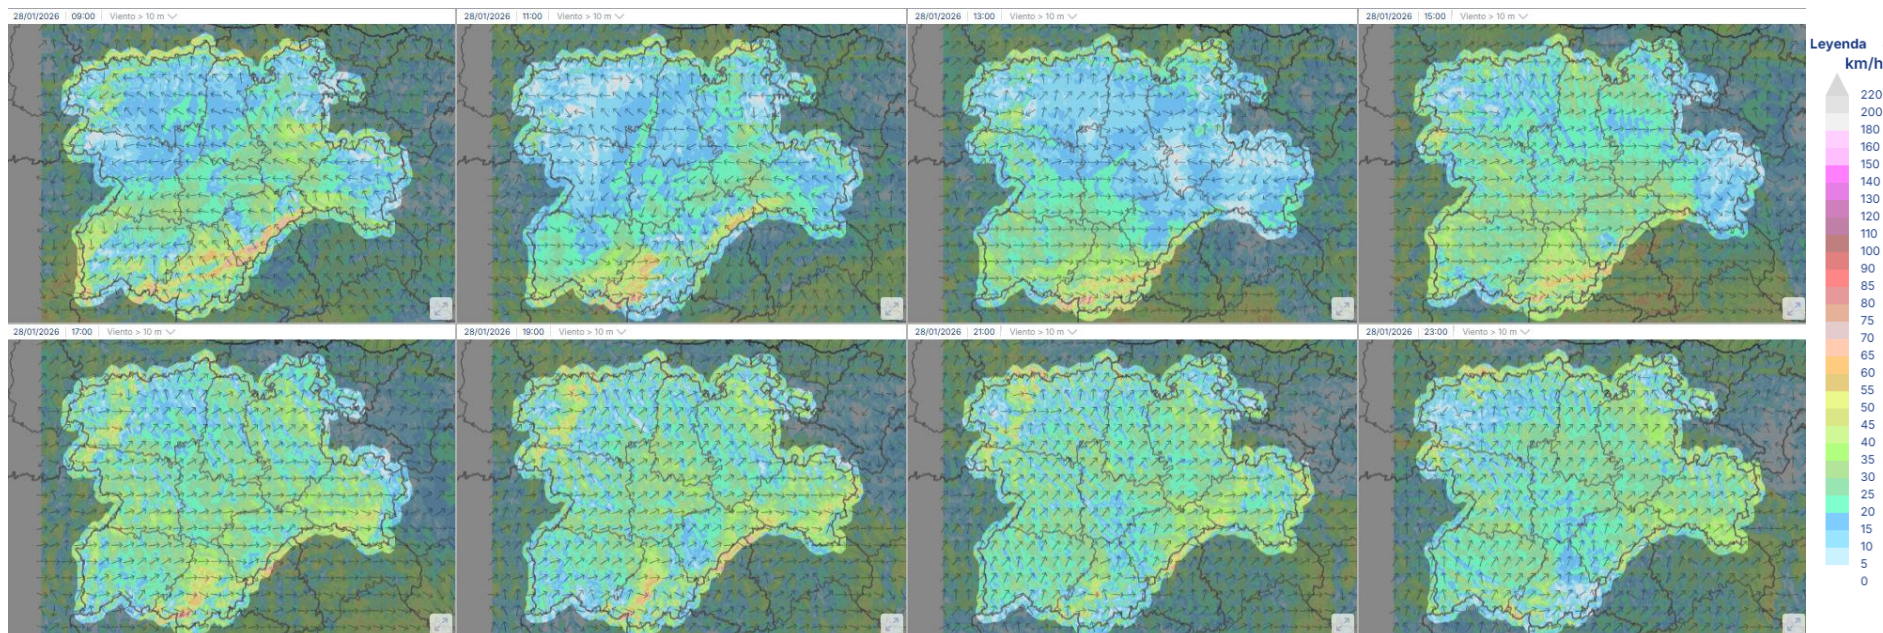 28/01/2026 09:00 Viento > 10 m
28/01/2026 11:00 Viento > 10 m
28/01/2026 13:00 Viento > 10 m
28/01/2026 15:00 Viento > 10 m
Leyenda
km/h
220
200
180
160
150
140
130
120
110
100
90
85
80
75
70
65
60
55
50
45
40
35
30
25
20
15
10
5
0
28/01/2026 17:00 Viento > 10 m
28/01/2026 19:00 Viento > 10 m
28/01/2026 21:00 Viento > 10 m
28/01/2026 23:00 Viento > 10 m